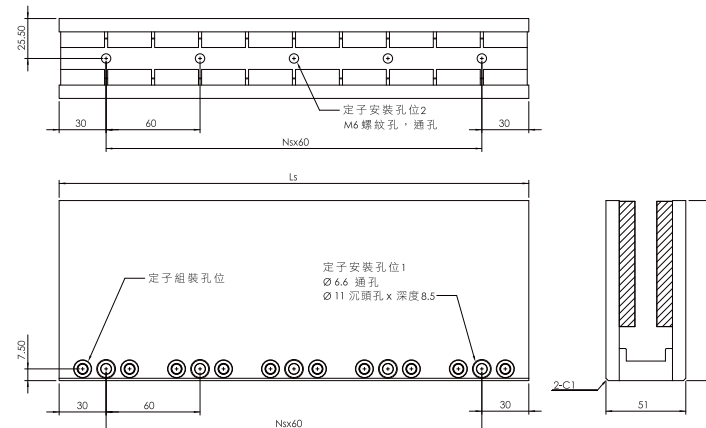 25.50
定子安裝孔位2
M6 螺紋孔，通孔
30
60
30
Nsx60
Ls
定子組裝孔位
定子安裝孔位1
Ø 6.6 通孔
Ø 11 沉頭孔 x 深度 8.5
7.50
30
60
30
Nsx60
2-C1
51